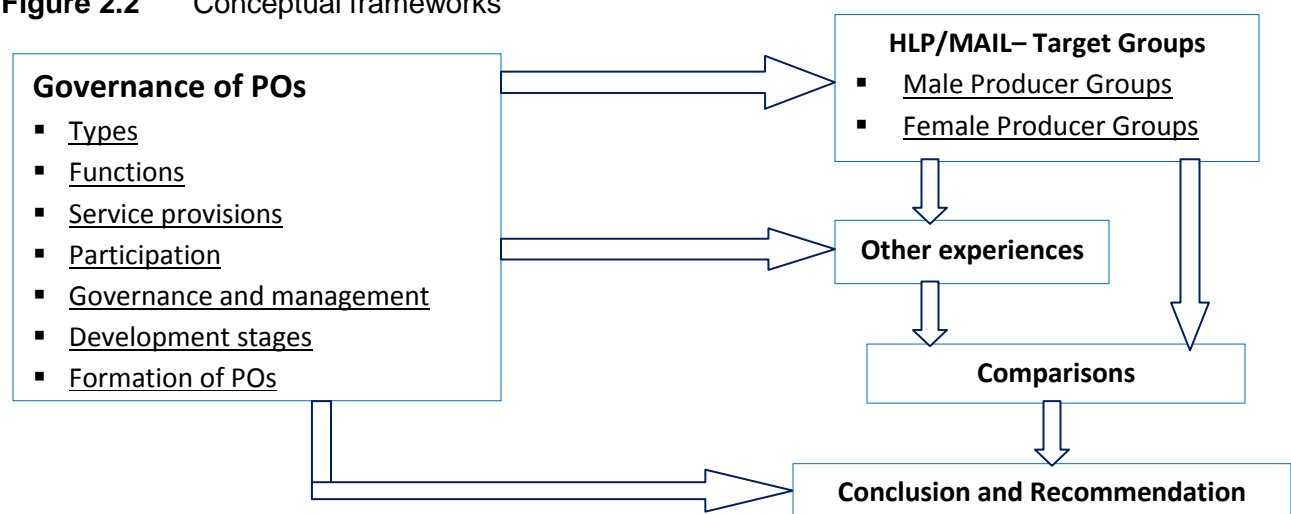 Figure 2.2 Conceptual frameworks
Governance of POs
▪ Types
▪ Functions
▪ Service provisions
▪ Participation
▪ Governance and management
▪ Development stages
▪ Formation of POs
HLP/MAIL– Target Groups
▪ Male Producer Groups
▪ Female Producer Groups
Other experiences
Comparisons
Conclusion and Recommendation